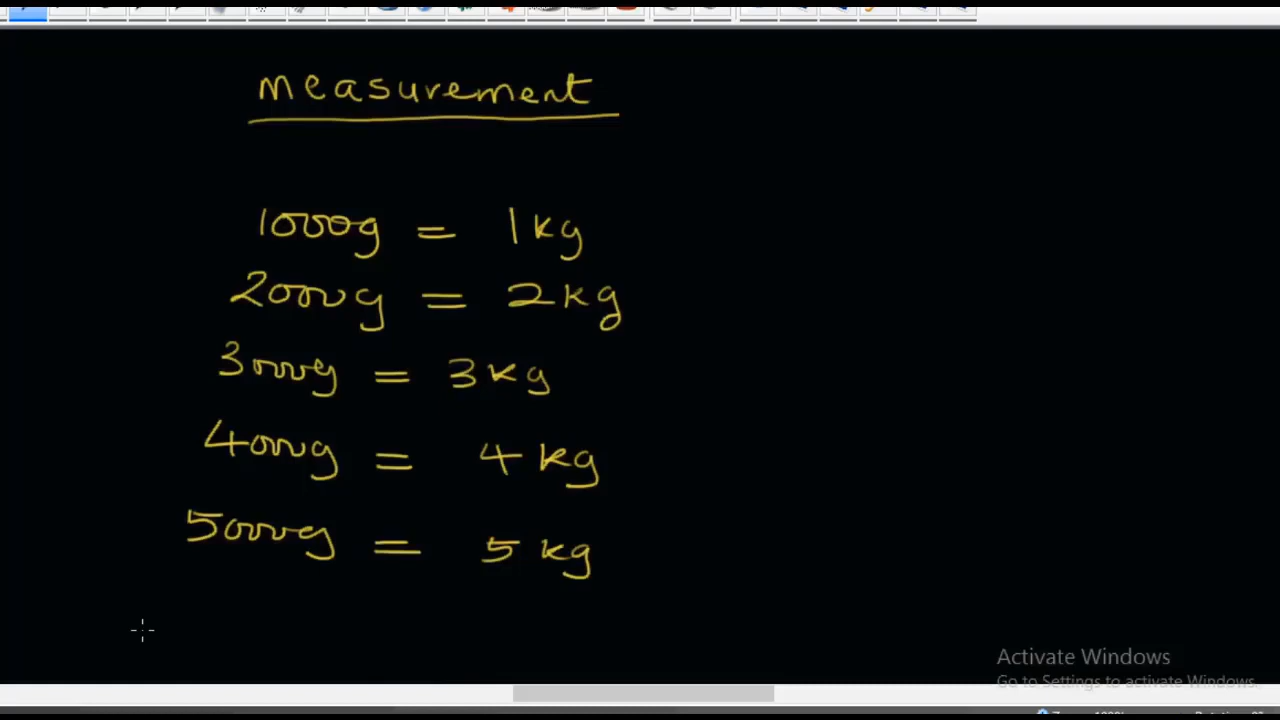 measurement
1000g = 1kg
2000g = 2kg
3000g = 3kg
4000g = 4kg
5000g = 5kg
Activate Windows
Go to Settings to activate Windows.